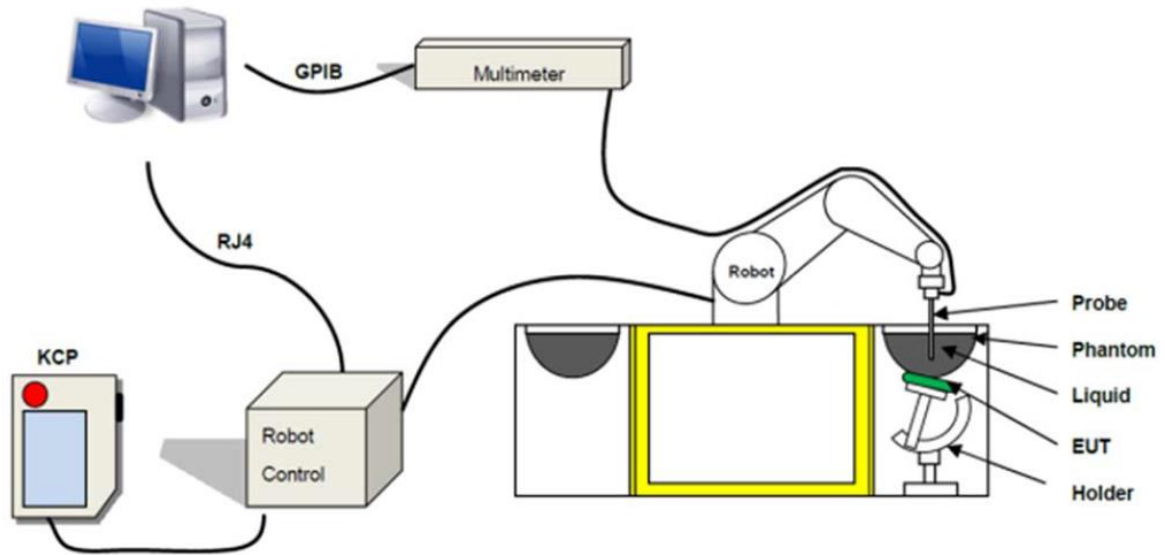 GPIB
Multimeter
RJ4
Robot
KCP
Robot
Control
Probe
Phantom
Liquid
EUT
Holder